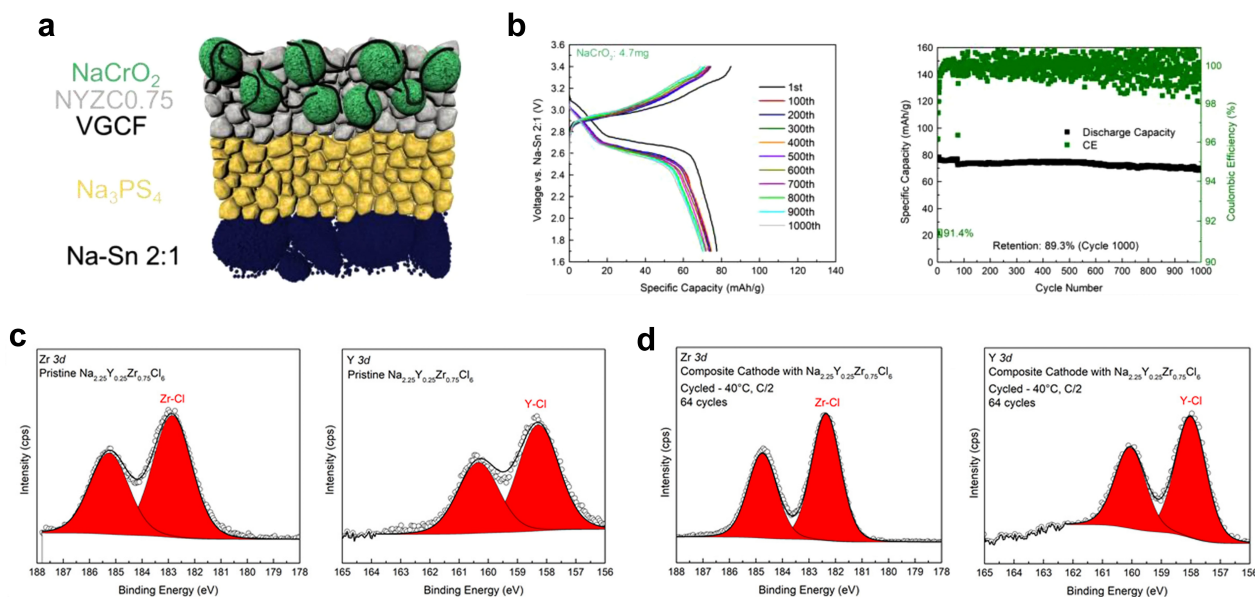 a
NaCrO₂
NYZC0.75
VGCF
Na₃PS₄
Na-Sn 2:1
b
NaCrO₂: 4.7mg
Voltage vs. Na-Sn 2:1 (V)
3.6
3.4
3.2
3.0
2.8
2.6
2.4
2.2
2.0
1.8
1.6
0 20 40 60 80 100 120 140
Specific Capacity (mAh/g)
1st
100th
200th
300th
400th
500th
600th
700th
800th
900th
1000th
Specific Capacity (mAh/g)
160
140
120
100
80
60
40
20
0
Discharge Capacity
CE
91.4%
Retention: 89.3% (Cycle 1000)
0 100 200 300 400 500 600 700 800 900 1000
Cycle Number
100
98
96
94
92
90
Coulombic Efficiency (%)
c
Zr 3d
Pristine Na₂.₂₅Y₀.₂₅Zr₀.₇₅Cl₆
Zr-Cl
Intensity (cps)
188 187 186 185 184 183 182 181 180 179 178
Binding Energy (eV)
Y 3d
Pristine Na₂.₂₅Y₀.₂₅Zr₀.₇₅Cl₆
Y-Cl
Intensity (cps)
165 164 163 162 161 160 159 158 157 156
Binding Energy (eV)
d
Zr 3d
Composite Cathode with Na₂.₂₅Y₀.₂₅Zr₀.₇₅Cl₆
Cycled - 40°C, C/2
64 cycles
Zr-Cl
Intensity (cps)
188 187 186 185 184 183 182 181 180 179 178
Binding Energy (eV)
Y 3d
Composite Cathode with Na₂.₂₅Y₀.₂₅Zr₀.₇₅Cl₆
Cycled - 40°C, C/2
64 cycles
Y-Cl
Intensity (cps)
165 164 163 162 161 160 159 158 157 156
Binding Energy (eV)